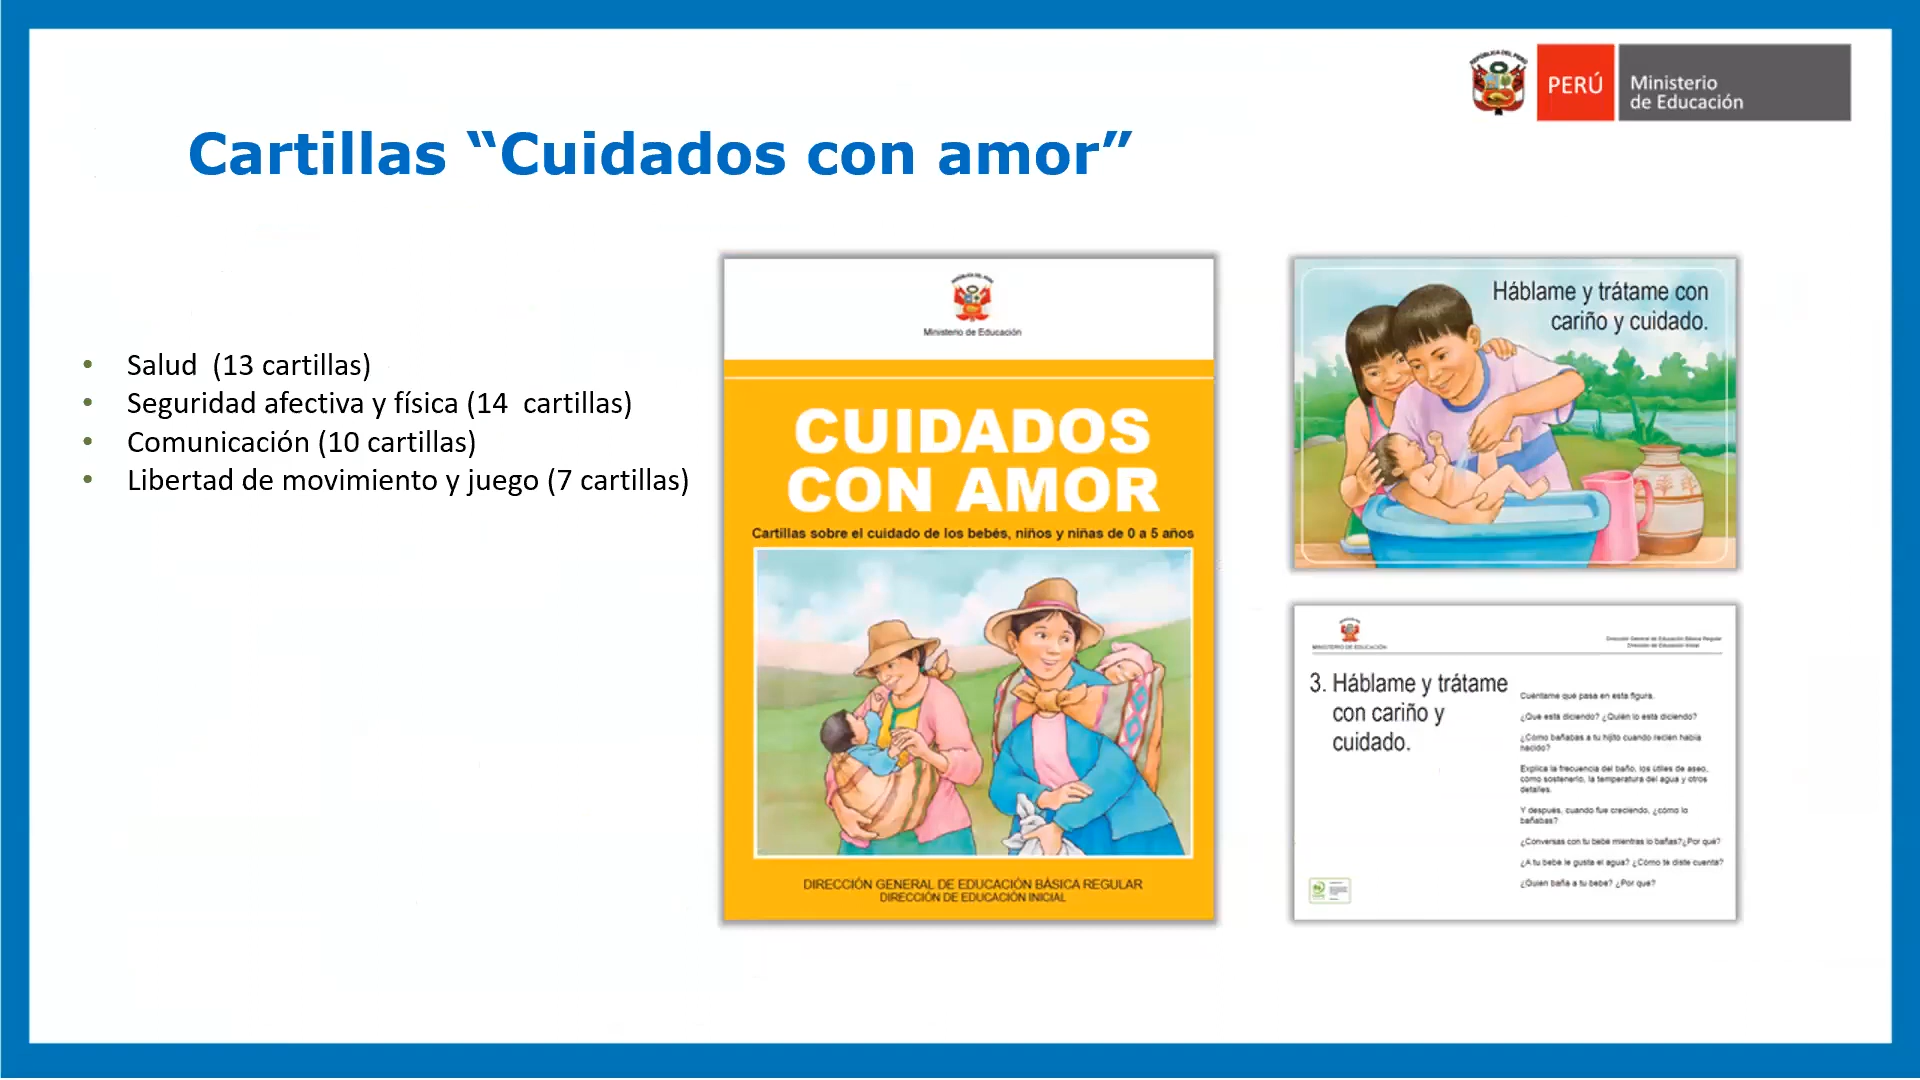 REPÚBLICA DEL PERÚ
PERÚ
Ministerio
de Educación
Cartillas “Cuidados con amor”
• Salud (13 cartillas)
• Seguridad afectiva y física (14 cartillas)
• Comunicación (10 cartillas)
• Libertad de movimiento y juego (7 cartillas)
Ministerio de Educación
CUIDADOS
CON AMOR
Cartillas sobre el cuidado de los bebés, niños y niñas de 0 a 5 años
DIRECCIÓN GENERAL DE EDUCACIÓN BÁSICA REGULAR
DIRECCIÓN DE EDUCACIÓN INICIAL
Háblame y trátame con
cariño y cuidado.
MINISTERIO DE EDUCACIÓN
Dirección General de Educación Básica Regular
Dirección de Educación Inicial
3. Háblame y trátame
con cariño y
cuidado.
Cuéntame qué pasa en esta figura.
¿Qué está diciendo? ¿Quién lo está diciendo?
¿Cómo bañabas a tu hijito cuando recién había
nacido?
Explica la frecuencia del baño, los útiles de aseo,
cómo sostenerlo, la temperatura del agua y otros
detalles.
Y después, cuando fue creciendo, ¿cómo lo
bañabas?
¿Conversas con tu bebé mientras lo bañas?¿Por qué?
¿A tu bebé le gusta el agua? ¿Cómo te diste cuenta?
¿Quién baña a tu bebé? ¿Por qué?